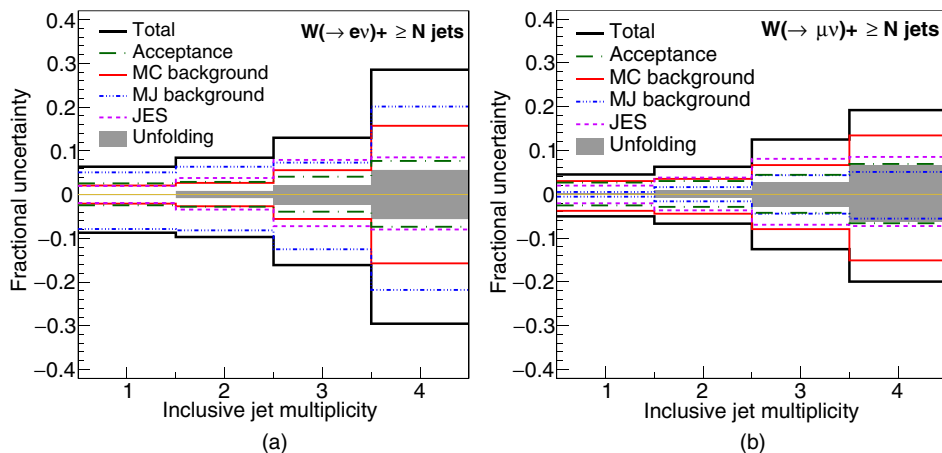 W(→ eν)+ ≥ N jets
Total
Acceptance
MC background
MJ background
JES
Unfolding
Fractional uncertainty
0.4
0.3
0.2
0.1
0
−0.1
−0.2
−0.3
−0.4
1 2 3 4
Inclusive jet multiplicity
(a)
W(→ μν)+ ≥ N jets
Total
Acceptance
MC background
MJ background
JES
Unfolding
Fractional uncertainty
0.4
0.3
0.2
0.1
0
−0.1
−0.2
−0.3
−0.4
1 2 3 4
Inclusive jet multiplicity
(b)